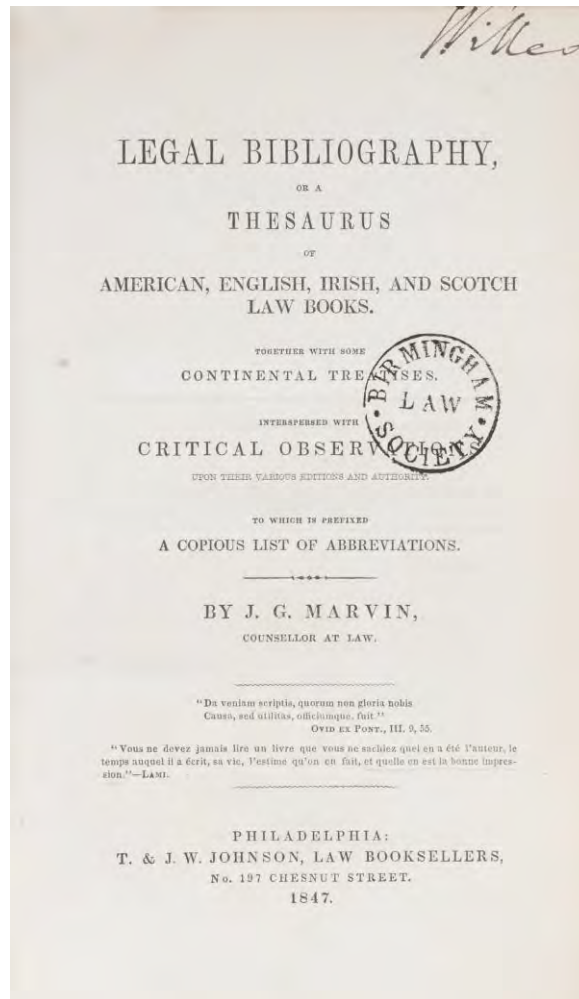 LEGAL BIBLIOGRAPHY,
OR A
THESAURUS
OF
AMERICAN, ENGLISH, IRISH, AND SCOTCH
LAW BOOKS.
TOGETHER WITH SOME
CONTINENTAL TREATISES.
INTERSPERSED WITH
CRITICAL OBSERVATIONS
UPON THEIR VARIOUS EDITIONS AND AUTHORITY.
BIRMINGHAM
LAW
SOCIETY
TO WHICH IS PREFIXED
A COPIOUS LIST OF ABBREVIATIONS.
BY J. G. MARVIN,
COUNSELLOR AT LAW.
"Da veniam scriptis, quorum non gloria nobis
Causa, sed utilitas, officiumque, fuit."
OVID EX PONT., III. 9, 55.
"Vous ne devez jamais lire un livre que vous ne sachiez quel en a été l'auteur, le
temps auquel il a écrit, sa vie, l'estime qu'on en fait, et quelle en est la bonne impres-
sion."—LAMI.
PHILADELPHIA:
T. & J. W. JOHNSON, LAW BOOKSELLERS,
No. 197 CHESNUT STREET.
1847.